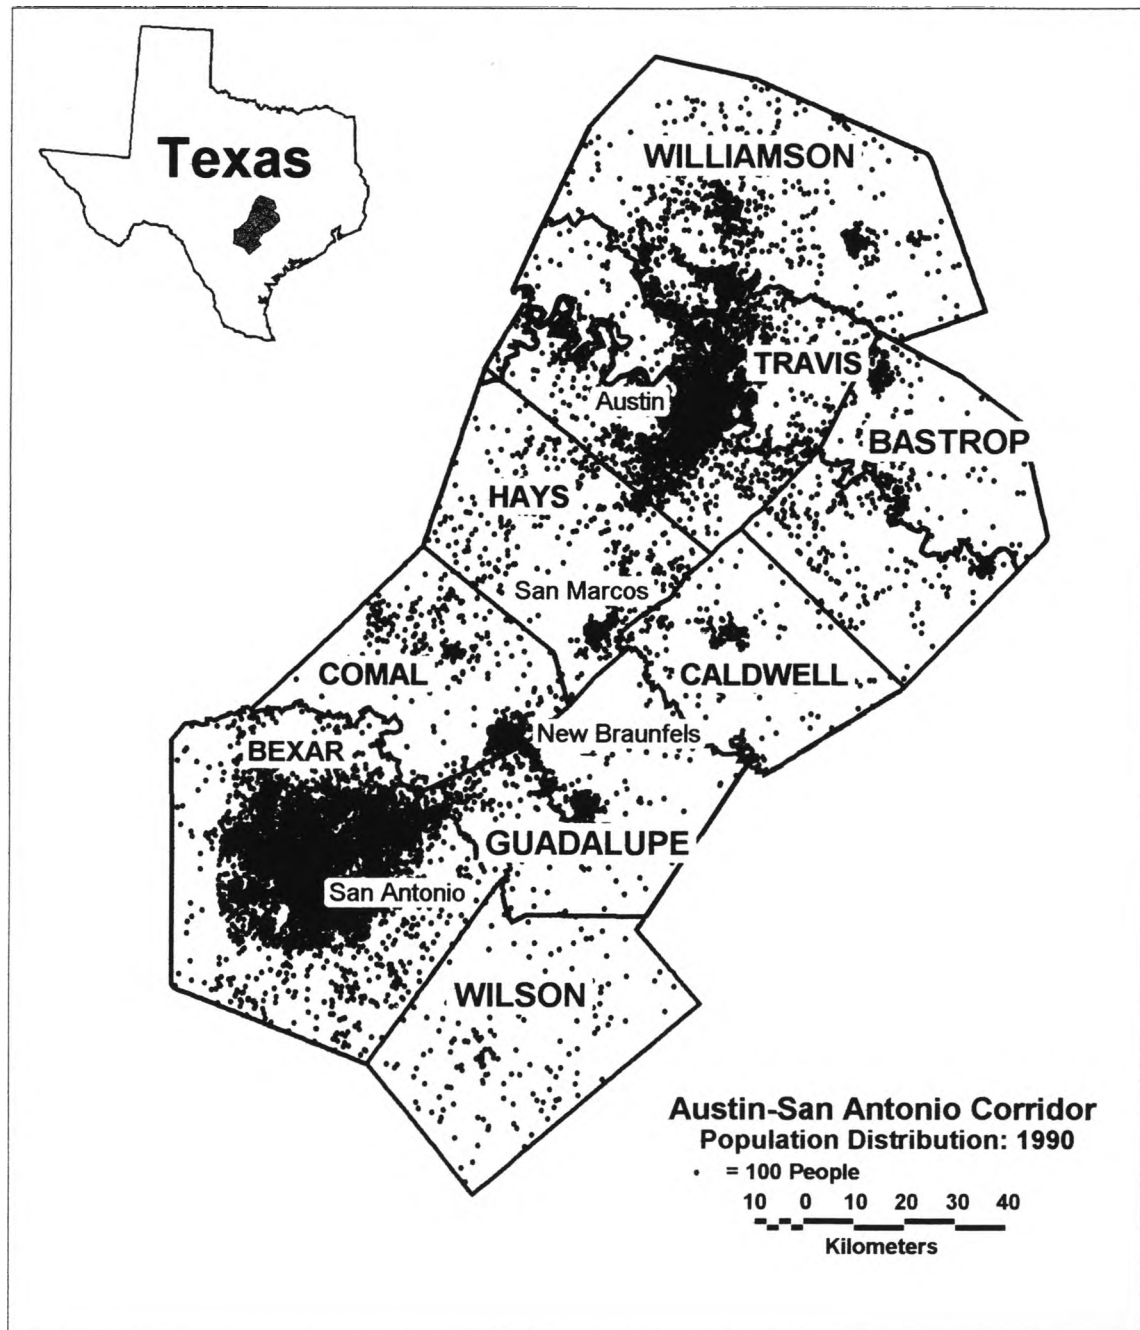 Texas
WILLIAMSON
TRAVIS
Austin
BASTROP
HAYS
San Marcos
COMAL
CALDWELL
New Braunfels
BEXAR
GUADALUPE
San Antonio
WILSON
Austin-San Antonio Corridor
Population Distribution: 1990
= 100 People
10 0 10 20 30 40
Kilometers